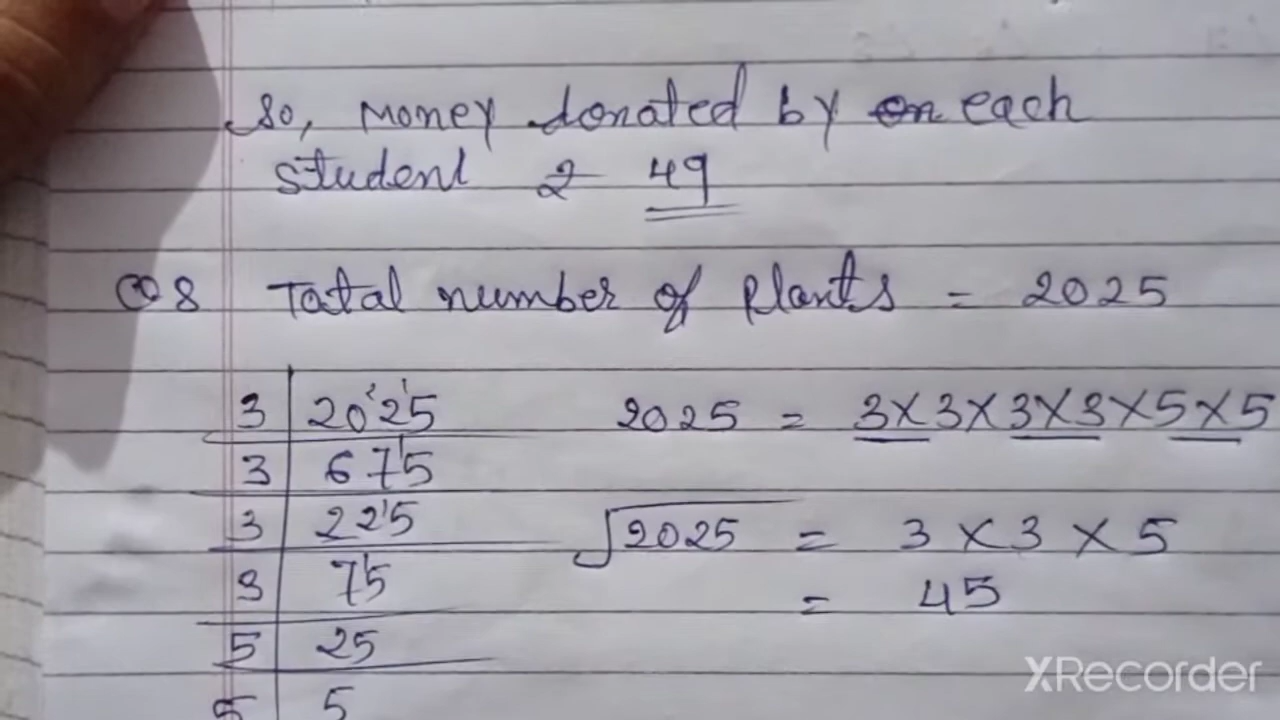 So, Money donated by on each
student = 49
Q 8 Total number of Plants = 2025
3 | 2025
2025 = 3×3×3×3×5×5
3 | 675
3 | 225
√2025 = 3 × 3 × 5
3 | 75
= 45
5 | 25
5 | 5
XRecorder